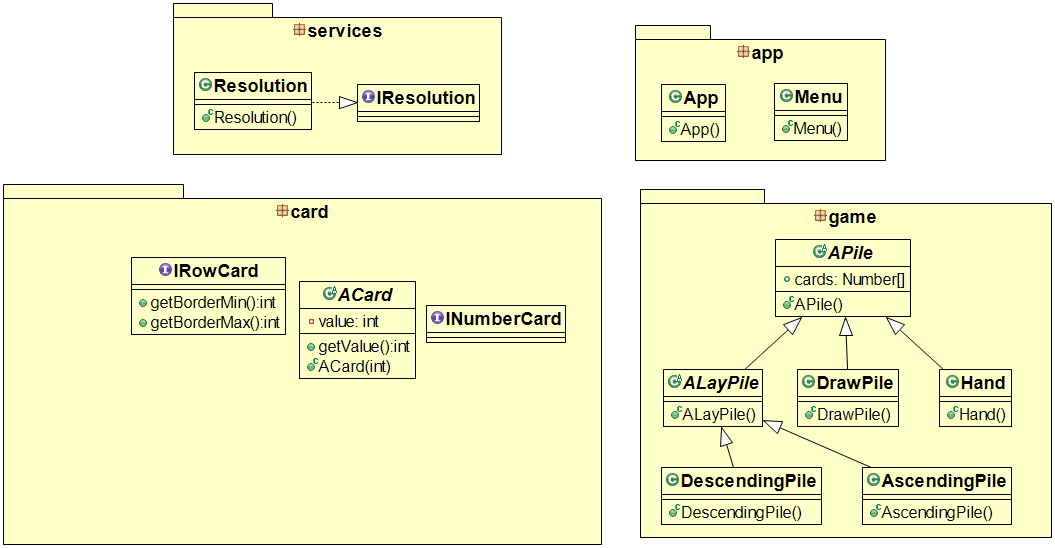 services
Resolution
Resolution()
IResolution
app
App
App()
Menu
Menu()
card
IRowCard
getBorderMin():int
getBorderMax():int
ACard
value: int
getValue():int
ACard(int)
INumberCard
game
APile
cards: Number[]
APile()
ALayPile
ALayPile()
DrawPile
DrawPile()
Hand
Hand()
DescendingPile
DescendingPile()
AscendingPile
AscendingPile()